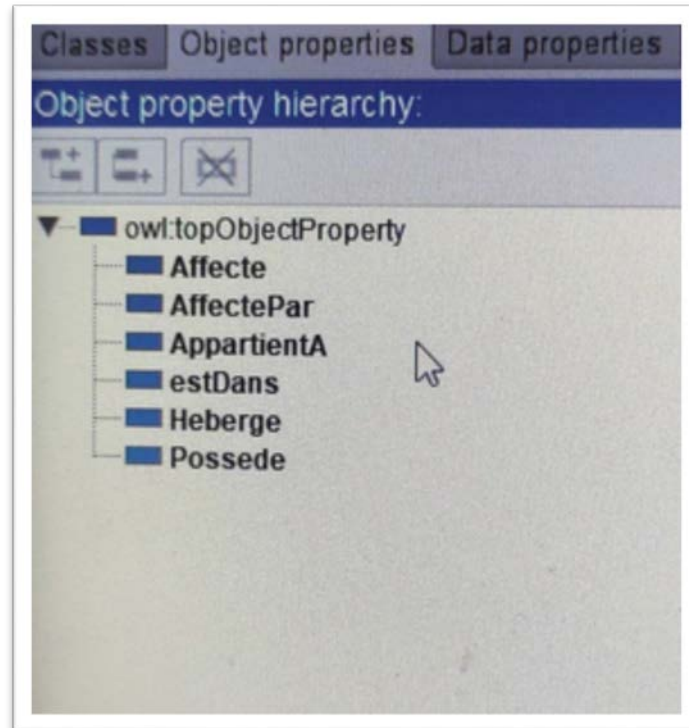 Classes Object properties Data properties
Object property hierarchy:
owl:topObjectProperty
Affecte
AffectePar
AppartientA
estDans
Heberge
Possede